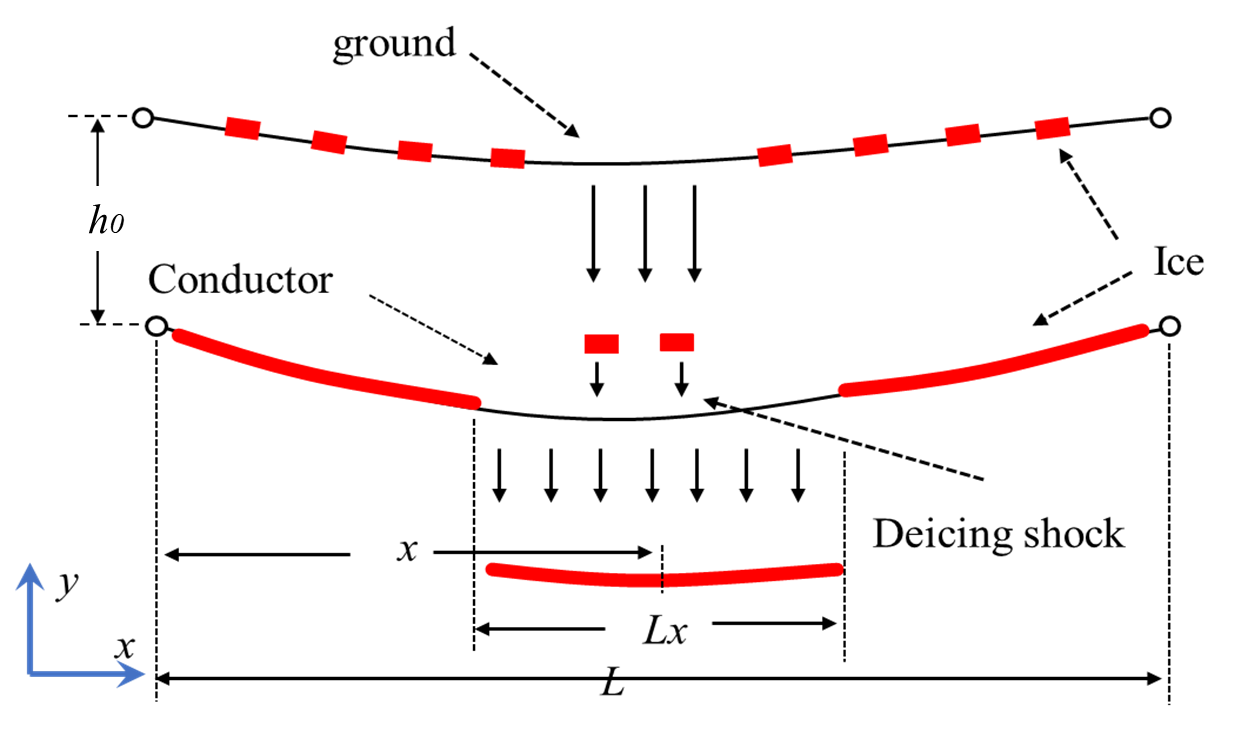 ground
h0
Conductor
Ice
Deicing shock
x
y
Lx
x
L